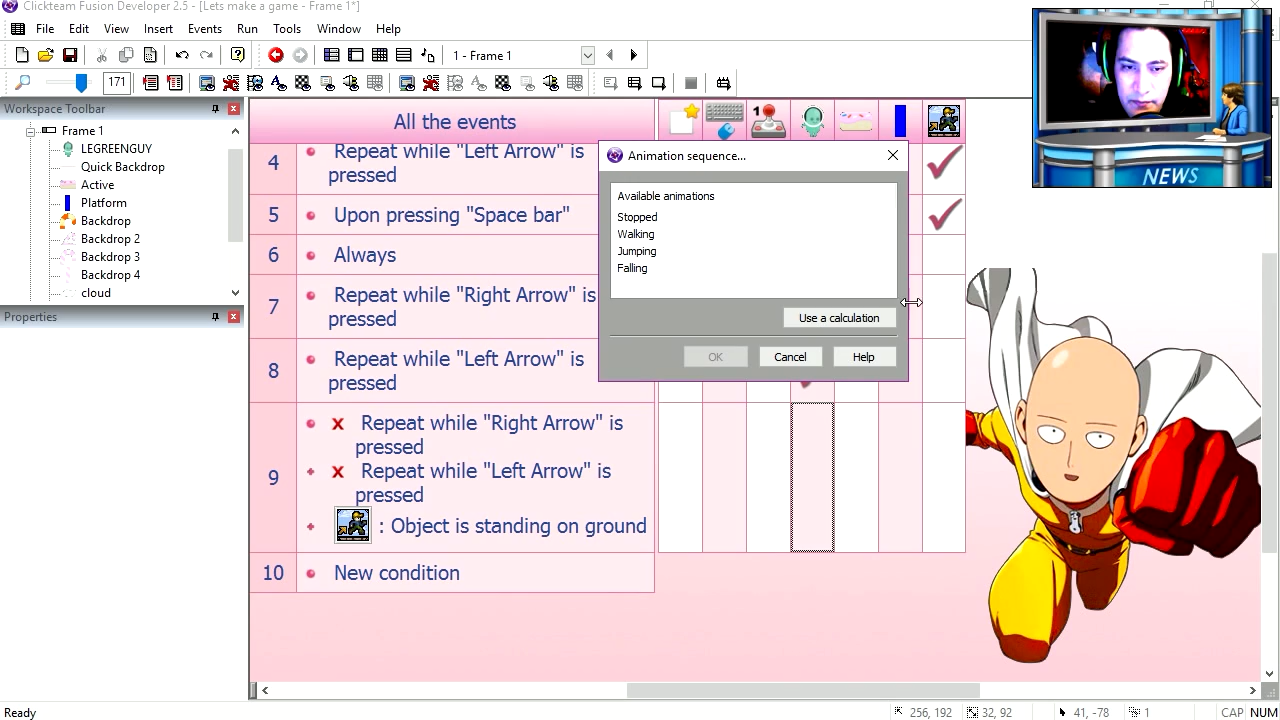 Clickteam Fusion Developer 2.5 - [Lets make a game - Frame 1*]
File Edit View Insert Events Run Tools Window Help
1 - Frame 1
171
Workspace Toolbar
Frame 1
LEGREENGUY
Quick Backdrop
Active
Platform
Backdrop
Backdrop 2
Backdrop 3
Backdrop 4
cloud
Properties
All the events
1
4 Repeat while "Left Arrow" is
pressed
5 Upon pressing "Space bar"
6 Always
7 Repeat while "Right Arrow" is
pressed
8 Repeat while "Left Arrow" is
pressed
9 X Repeat while "Right Arrow" is
pressed
X Repeat while "Left Arrow" is
pressed
: Object is standing on ground
10 New condition
Animation sequence...
Available animations
Stopped
Walking
Jumping
Falling
Use a calculation
OK Cancel Help
NEWS
Ready
256, 192 32, 92 41, -78 1 CAP NUM